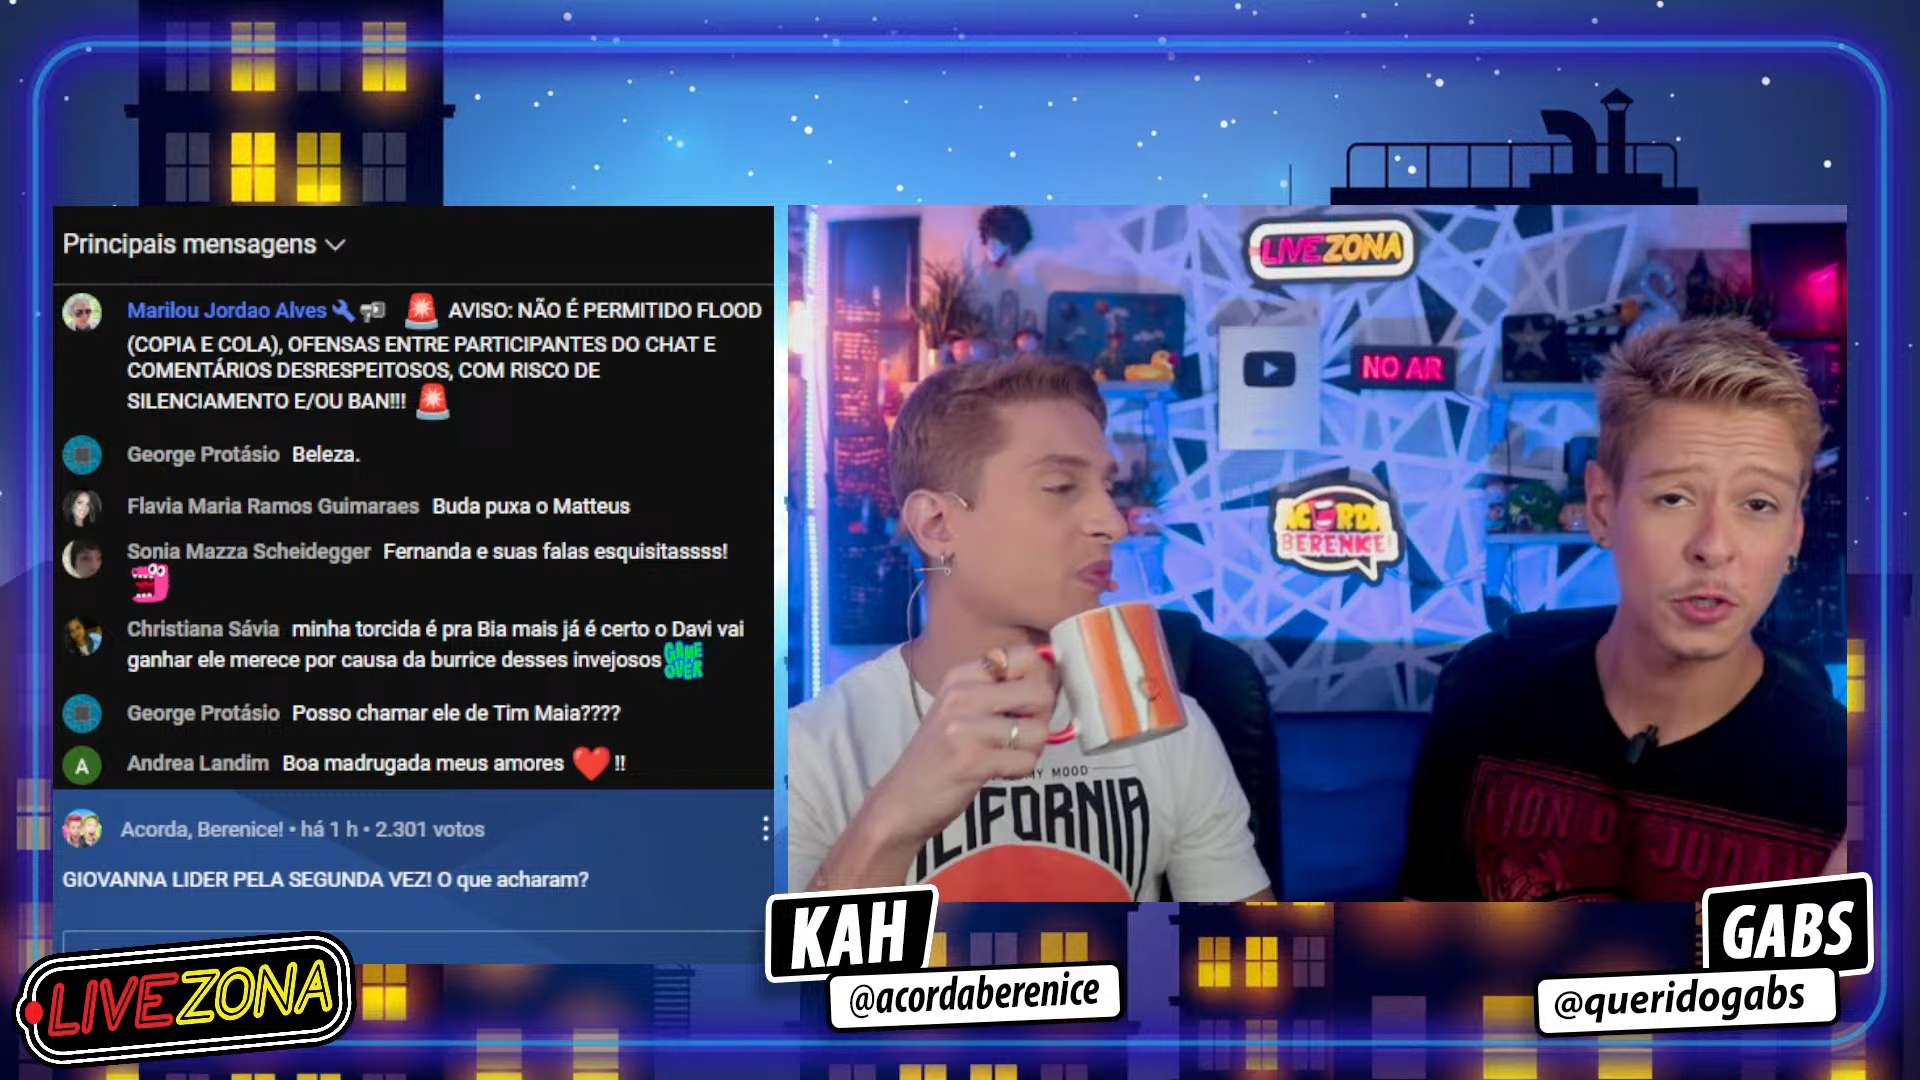 Principais mensagens
Marilou Jordao Alves AVISO: NÃO É PERMITIDO FLOOD
(COPIA E COLA), OFENSAS ENTRE PARTICIPANTES DO CHAT E
COMENTÁRIOS DESRESPEITOSOS, COM RISCO DE
SILENCIAMENTO E/OU BAN!!!
George Protásio Beleza.
Flavia Maria Ramos Guimaraes Buda puxa o Matteus
Sonia Mazza Scheidegger Fernanda e suas falas esquisitassss!
Christiana Sávia minha torcida é pra Bia mais já é certo o Davi vai
ganhar ele merece por causa da burrice desses invejosos GAME
OVER
George Protásio Posso chamar ele de Tim Maia????
A Andrea Landim Boa madrugada meus amores !!
Acorda, Berenice! • há 1 h • 2.301 votos
GIOVANNA LIDER PELA SEGUNDA VEZ! O que acharam?
LIVEZONA
LIVEZONA
NO AR
ACORDA
BERENICE!
MY MOOD
KAH
@acordaberenice
GABS
@queridogabs